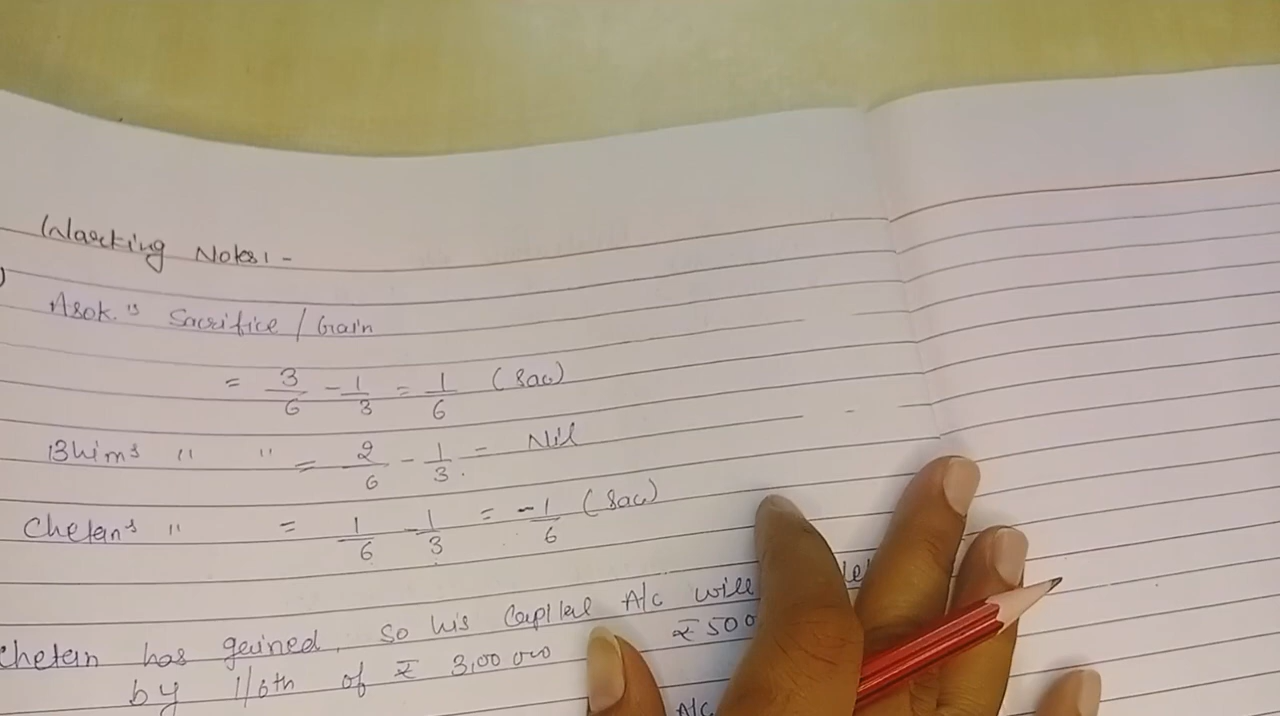 Working Notes:-
Asok"s Sacrifice / Gain
= 3/6 - 1/3 = 1/6 (Sac)
Bhim's " " = 2/6 - 1/3 = Nil
Chetan's " = 1/6 - 1/3 = -1/6 (Sac)
Chetan has gained, so his Capital A/c will
by 1/6th of ₹ 3,00 000 ₹ 500
A/c